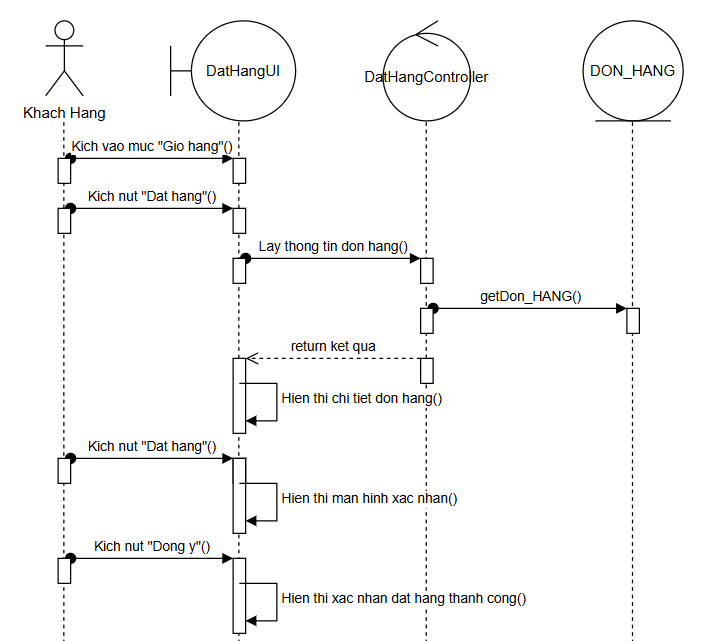 Khach Hang
DatHangUI
DatHangController
DON_HANG
Kich vao muc "Gio hang"()
Kich nut "Dat hang"()
Lay thong tin don hang()
getDon_HANG()
return ket qua
Hien thi chi tiet don hang()
Kich nut "Dat hang"()
Hien thi man hinh xac nhan()
Kich nut "Dong y"()
Hien thi xac nhan dat hang thanh cong()